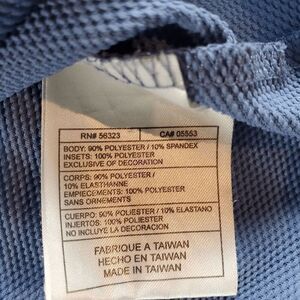 RN# 56323 CA# 05553
BODY: 90% POLYESTER / 10% SPANDEX
INSETS: 100% POLYESTER
EXCLUSIVE OF DECORATION
CORPS: 90% POLYESTER /
10% ELASTHANNE
EMPIECEMENTS: 100% POLYESTER /
SANS ORNEMENTS
CUERPO: 90% POLIESTER / 10% ELASTANO
INJERTOS: 100% POLIESTER
NO INCLUYE LA DECORACION
FABRIQUE A TAIWAN
HECHO EN TAIWAN
MADE IN TAIWAN